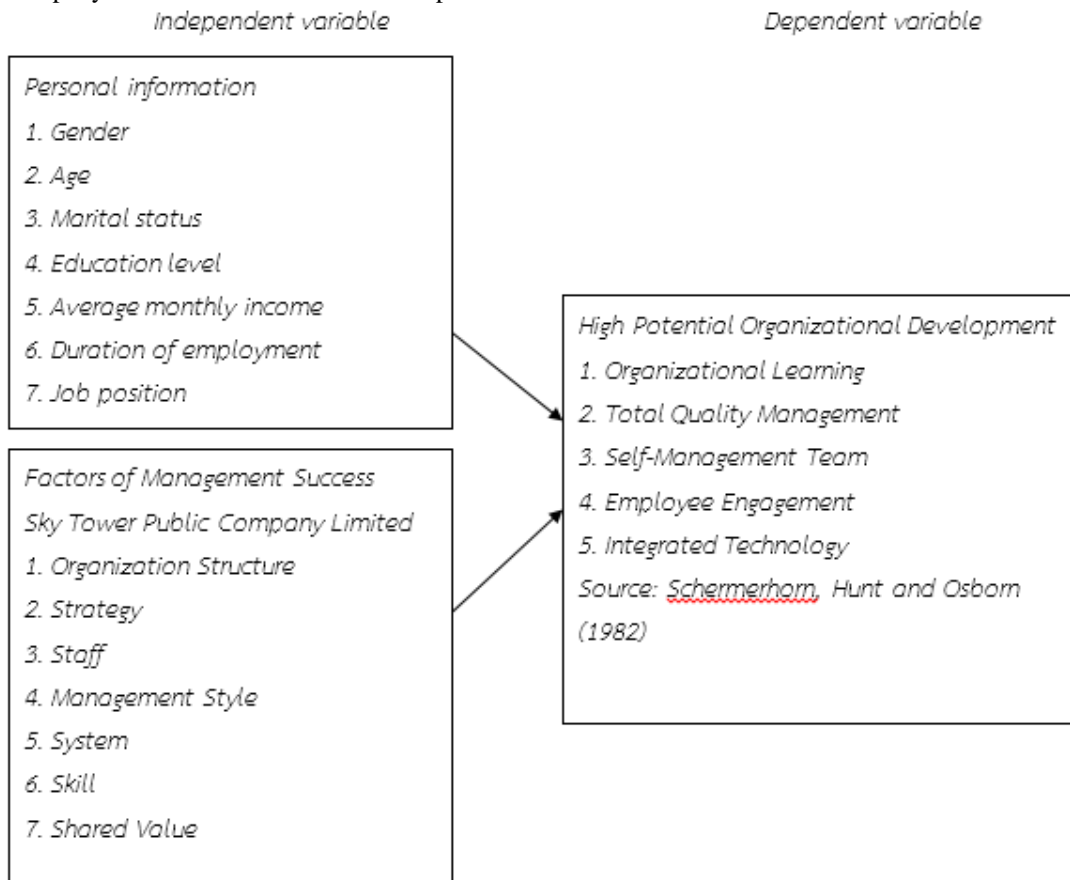 Independent variable
Dependent variable
Personal information
1. Gender
2. Age
3. Marital status
4. Education level
5. Average monthly income
6. Duration of employment
7. Job position
Factors of Management Success
Sky Tower Public Company Limited
1. Organization Structure
2. Strategy
3. Staff
4. Management Style
5. System
6. Skill
7. Shared Value
High Potential Organizational Development
1. Organizational Learning
2. Total Quality Management
3. Self-Management Team
4. Employee Engagement
5. Integrated Technology
Source: Schermerhorn, Hunt and Osborn
(1982)